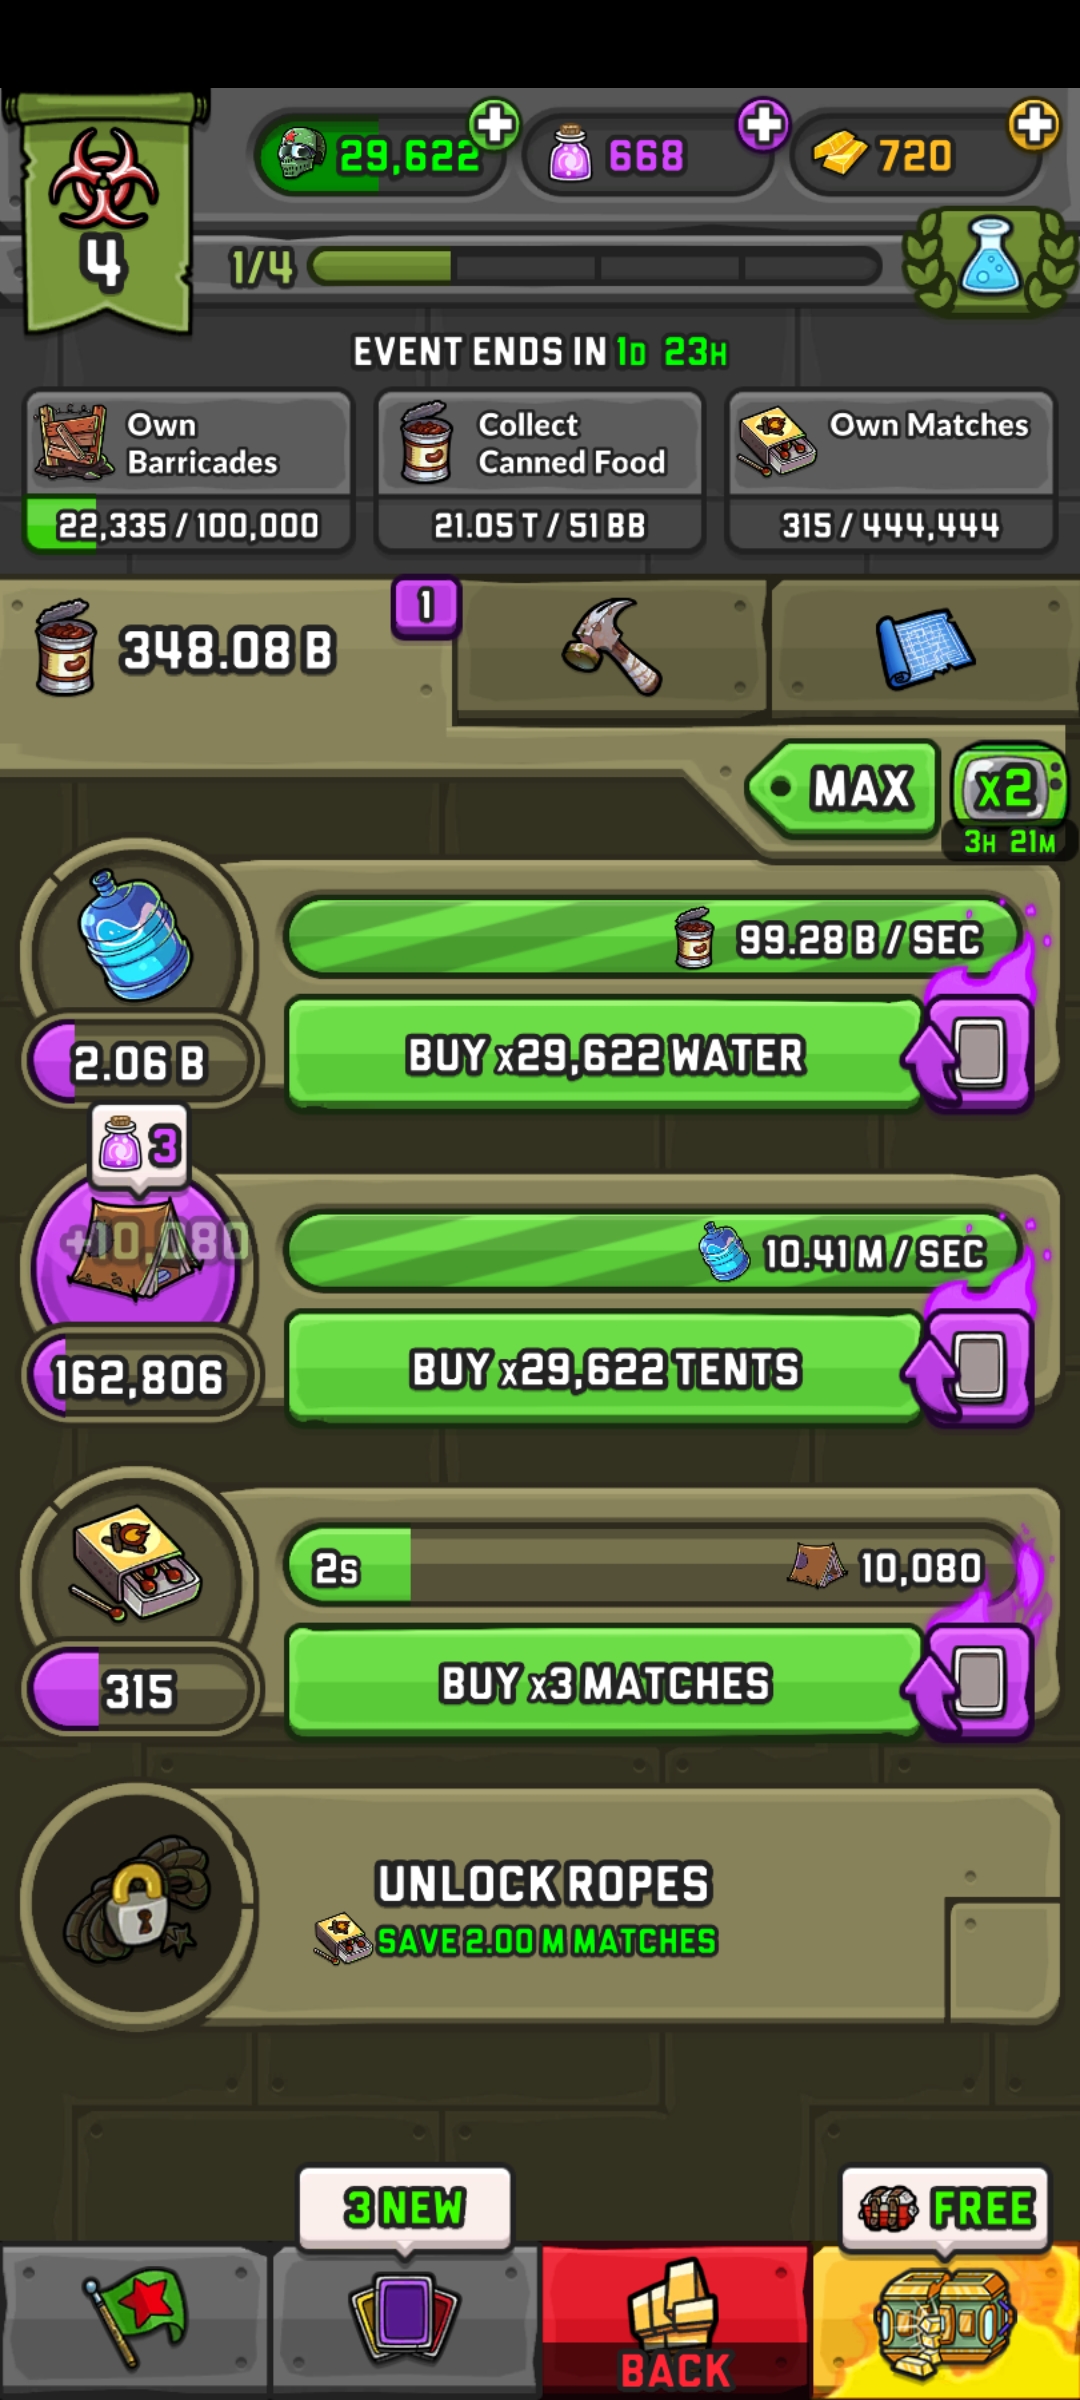 4
29,622
668
720
1/4
EVENT ENDS IN 1D 23H
Own
Barricades
22,335 / 100,000
Collect
Canned Food
21.05 T / 51 BB
Own Matches
315 / 444,444
348.08 B
1
MAX
x2
3H 21M
99.28 B / SEC
BUY x29,622 WATER
2.06 B
3
+10,080
10.41 M / SEC
BUY x29,622 TENTS
162,806
2s
10,080
BUY x3 MATCHES
315
UNLOCK ROPES
SAVE 2.00 M MATCHES
3 NEW
FREE
BACK